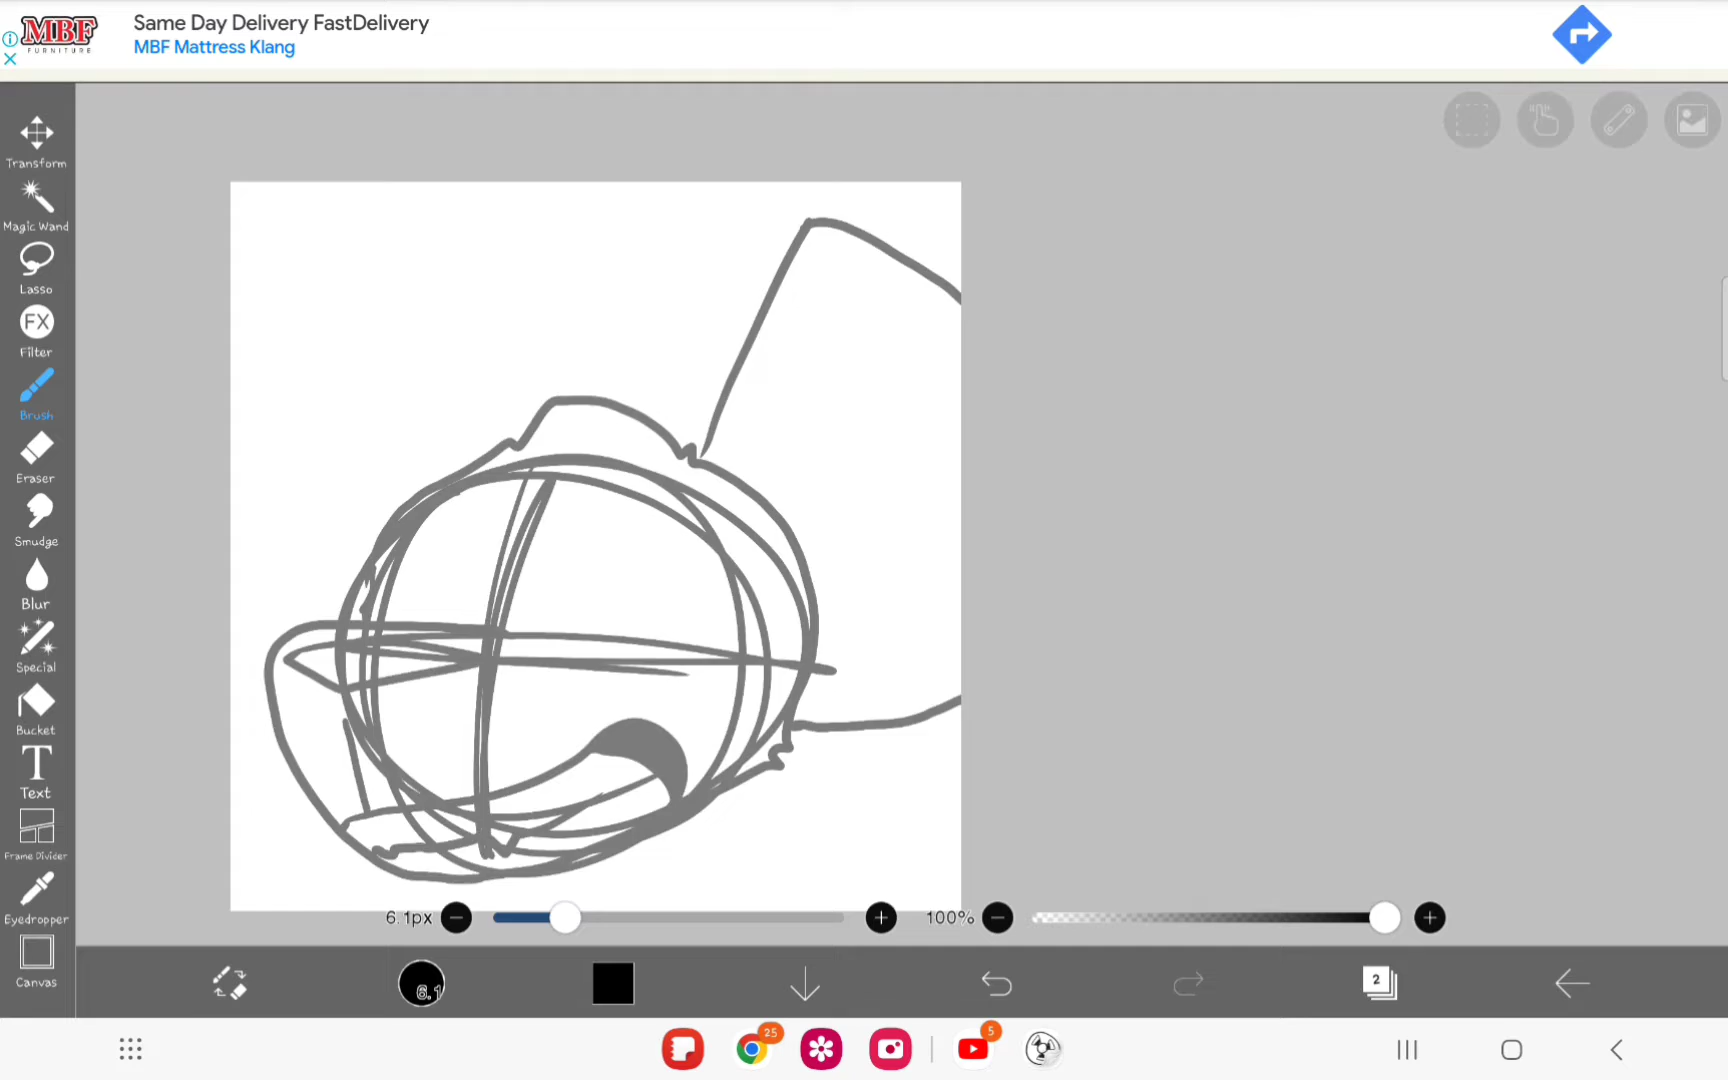 MBF
FURNITURE
Same Day Delivery FastDelivery
MBF Mattress Klang
Transform
Magic Wand
Lasso
FX
Filter
Brush
Eraser
Smudge
Blur
Special
Bucket
T
Text
Frame Divider
Eyedropper
Canvas
6.1px
100%
6.1
2
25
5